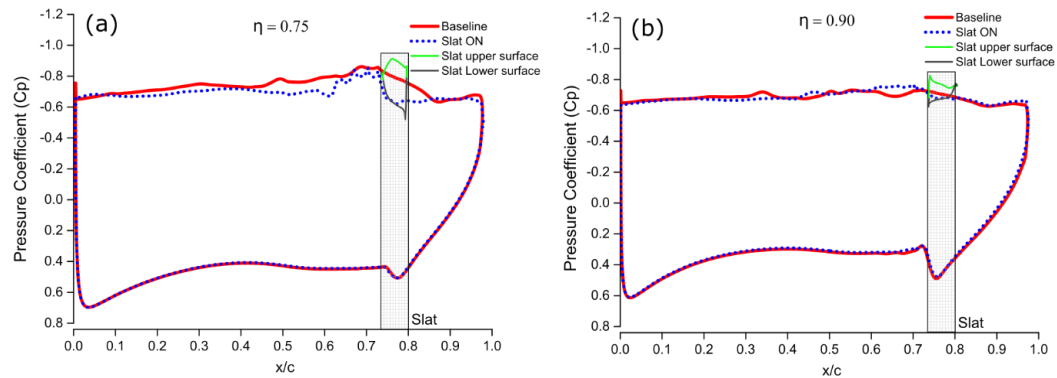 (a)
η = 0.75
Baseline
Slat ON
Slat upper surface
Slat Lower surface
Pressure Coefficient (Cp)
-1.2
-1.0
-0.8
-0.6
-0.4
-0.2
0.0
0.2
0.4
0.6
0.8
Slat
0.0 0.1 0.2 0.3 0.4 0.5 0.6 0.7 0.8 0.9 1.0
x/c
(b)
η = 0.90
Baseline
Slat ON
Slat upper surface
Slat Lower surface
Pressure Coefficient (Cp)
-1.2
-1.0
-0.8
-0.6
-0.4
-0.2
0.0
0.2
0.4
0.6
0.8
Slat
0.0 0.1 0.2 0.3 0.4 0.5 0.6 0.7 0.8 0.9 1.0
x/c